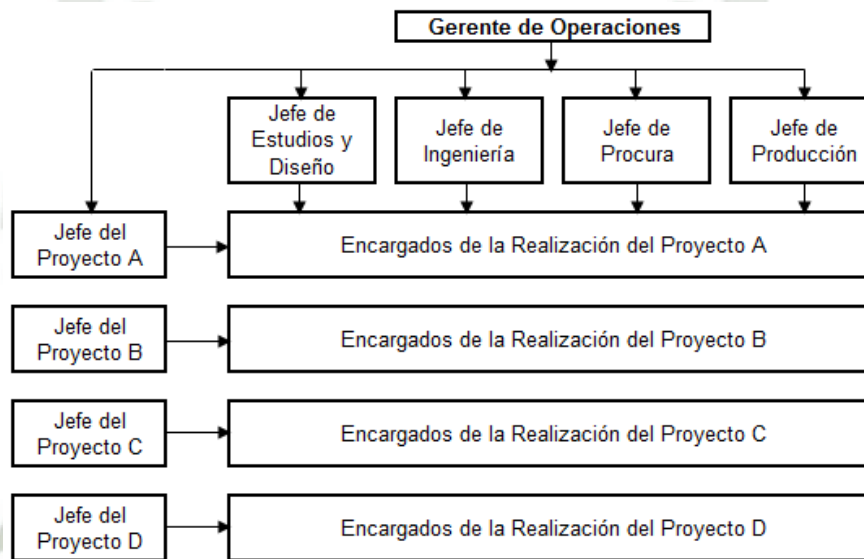 Gerente de Operaciones
Jefe de
Estudios y
Diseño
Jefe de
Ingeniería
Jefe de
Procura
Jefe de
Producción
Jefe del
Proyecto A
Encargados de la Realización del Proyecto A
Jefe del
Proyecto B
Encargados de la Realización del Proyecto B
Jefe del
Proyecto C
Encargados de la Realización del Proyecto C
Jefe del
Proyecto D
Encargados de la Realización del Proyecto D